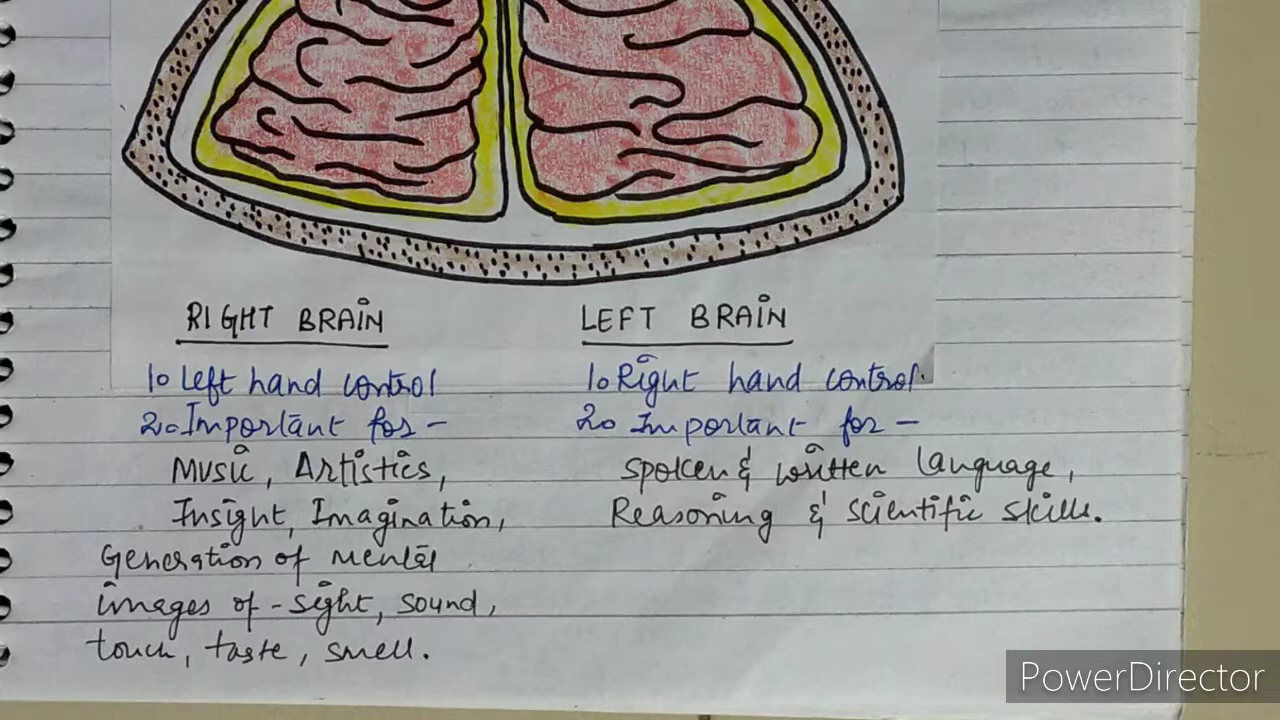 RIGHT BRAIN
1. Left hand control
2. Important for -
Music, Artistics,
Insight, Imagination,
Generation of mental
images of - sight, sound,
touch, taste, smell.
LEFT BRAIN
1. Right hand control.
2. Important for -
Spoken & written language,
Reasoning & scientific skills.
PowerDirector